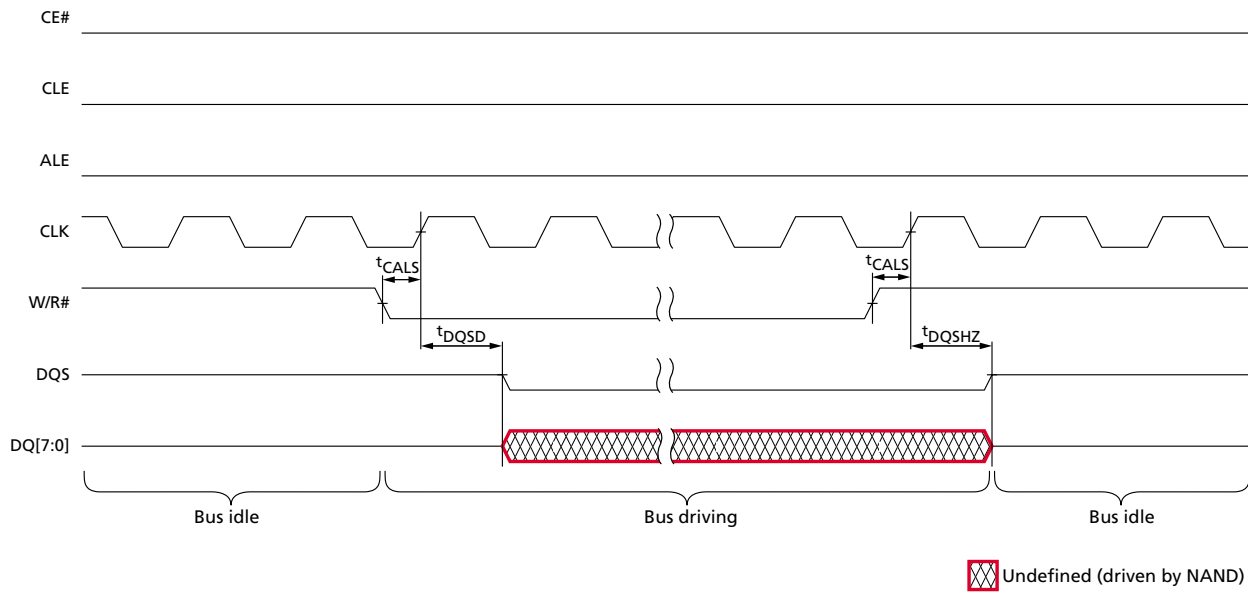 CE#
CLE
ALE
CLK
tCALS tCALS
W/R#
tDQSD tDQSHZ
DQS
DQ[7:0]
Bus idle Bus driving Bus idle
Undefined (driven by NAND)